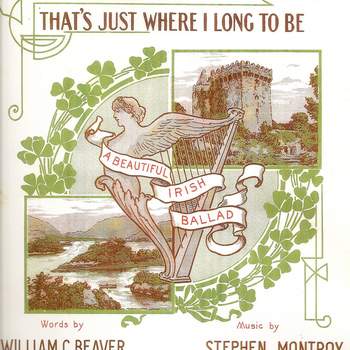 THAT'S JUST WHERE I LONG TO BE
A BEAUTIFUL
IRISH
BALLAD
Words by
WILLIAM C. BEAVER
Music by
STEPHEN MONTROY